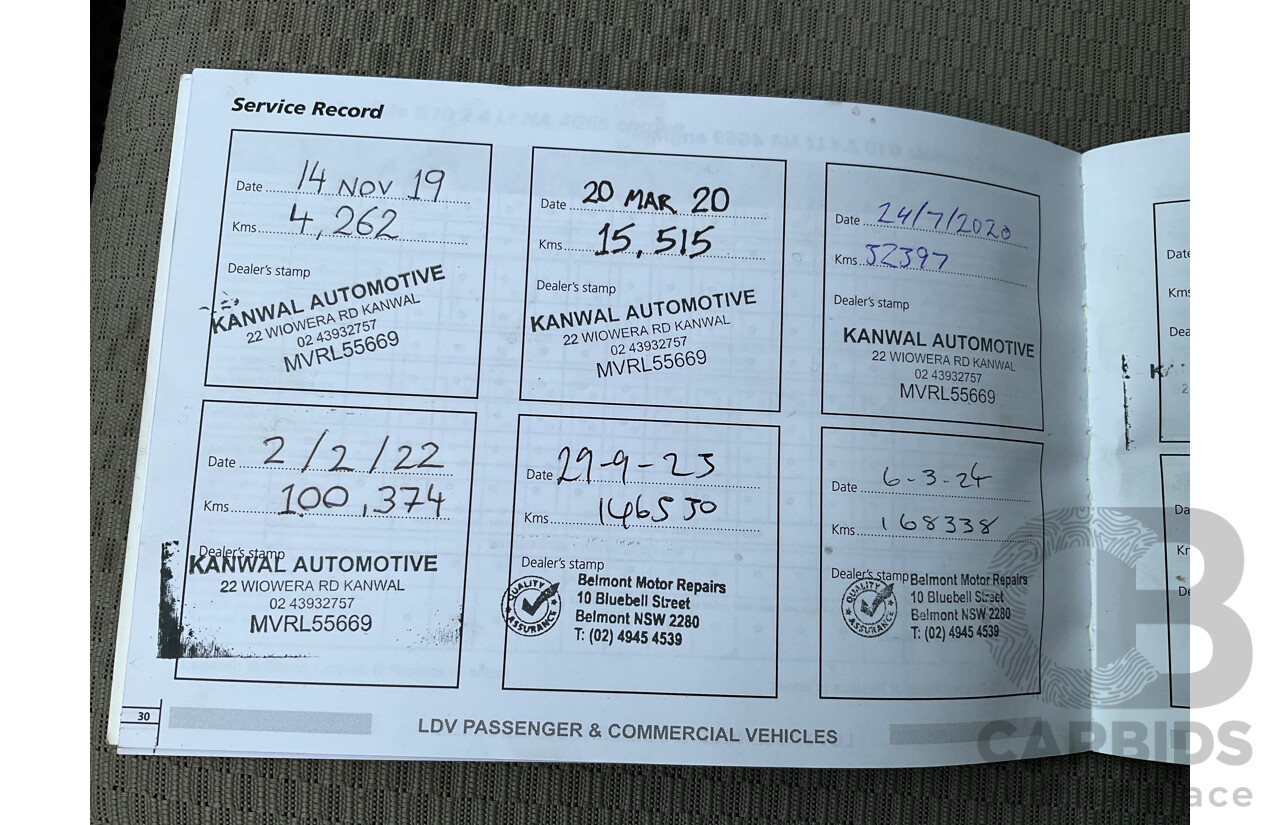 Service Record
Date 14 NOV 19
Kms 4,262
Dealer's stamp
KANWAL AUTOMOTIVE
22 WIOWERA RD KANWAL
02 43932757
MVRL55669
Date 20 MAR 20
Kms 15,515
Dealer's stamp
KANWAL AUTOMOTIVE
22 WIOWERA RD KANWAL
02 43932757
MVRL55669
Date 24/7/2020
Kms 32397
Dealer's stamp
KANWAL AUTOMOTIVE
22 WIOWERA RD KANWAL
02 43932757
MVRL55669
Date 2/2/22
Kms 100,374
Dealer's stamp
KANWAL AUTOMOTIVE
22 WIOWERA RD KANWAL
02 43932757
MVRL55669
Date 29-9-23
Kms 146530
Dealer's stamp
QUALITY ASSURANCE
Belmont Motor Repairs
10 Bluebell Street
Belmont NSW 2280
T: (02) 4945 4539
Date 6-3-24
Kms 168338
Dealer's stamp
QUALITY ASSURANCE
Belmont Motor Repairs
10 Bluebell Street
Belmont NSW 2280
T: (02) 4945 4539
30
LDV PASSENGER & COMMERCIAL VEHICLES
Date
Kms
CB
CARBIDS
ace